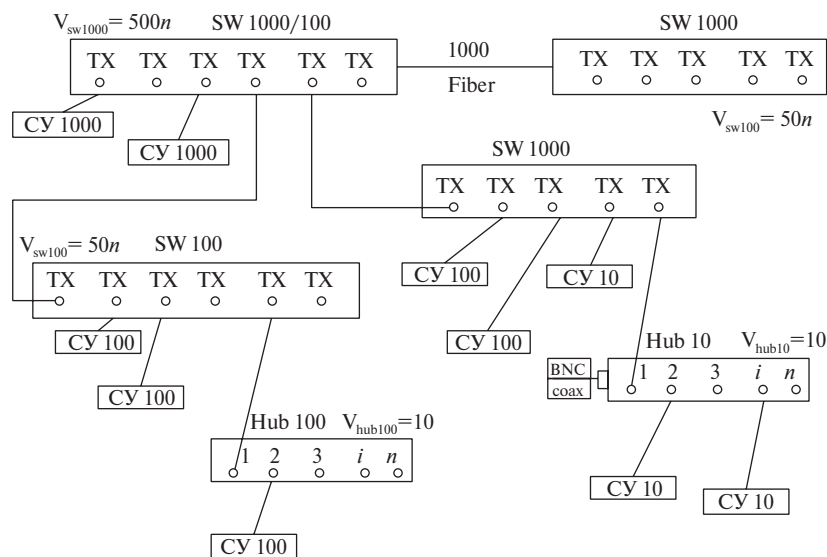 V_sw1000 = 500n SW 1000/100
TX TX TX TX TX TX
СУ 1000
СУ 1000
1000
Fiber
SW 1000
TX TX TX TX TX
V_sw100 = 50n
SW 1000
TX TX TX TX TX
СУ 100
СУ 100
СУ 10
V_sw100 = 50n SW 100
TX TX TX TX TX TX
СУ 100
СУ 100
Hub 100 V_hub100=10
1 2 3 i n
СУ 100
Hub 10 V_hub10=10
BNC
coax
1 2 3 i n
СУ 10
СУ 10